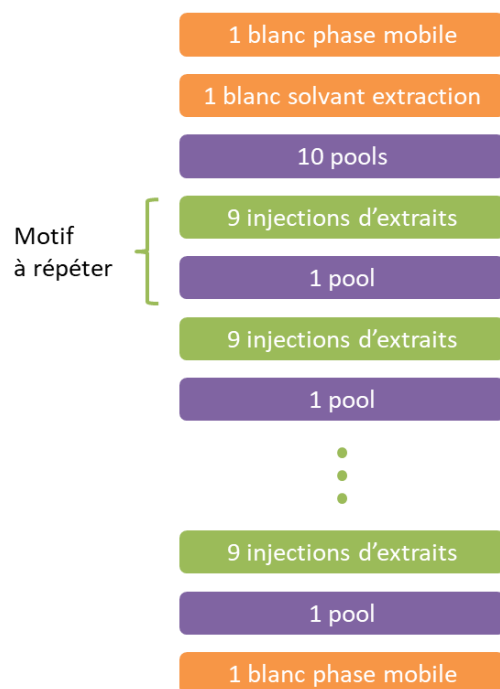 1 blanc phase mobile
1 blanc solvant extraction
10 pools
9 injections d’extraits
Motif
à répéter
1 pool
9 injections d’extraits
1 pool
9 injections d’extraits
1 pool
1 blanc phase mobile